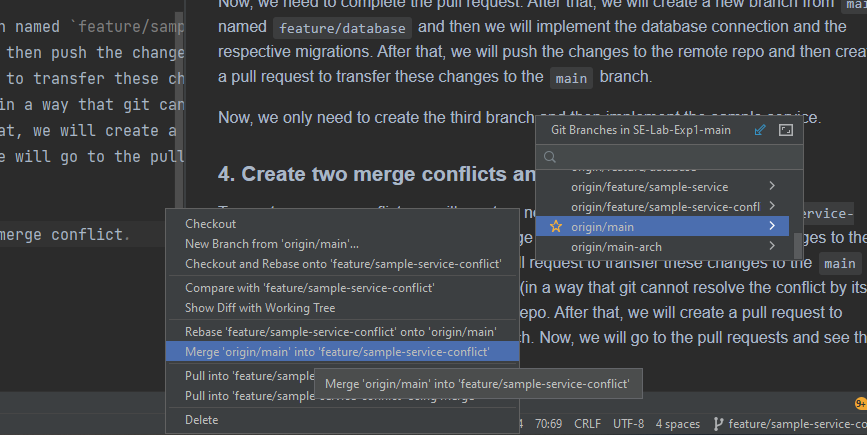 Now, we need to complete the pull request. After that, we will create a new branch from
named feature/database and then we will implement the database connection and the
respective migrations. After that, we will push the changes to the remote repo and then crea
a pull request to transfer these changes to the main branch.
Now, we only need to create the third branch and then implement the sample service.
4. Create two merge conflicts an
n named `feature/samp
then push the change
to transfer these ch
in a way that git can
at, we will create a
e will go to the pull
merge conflict.
Git Branches in SE-Lab-Exp1-main
origin/feature/database
origin/feature/sample-service
origin/feature/sample-service-confl
origin/main
origin/main-arch
ervice-
ges to the
ll request to transfer these changes to the main
(in a way that git cannot resolve the conflict by its
epo. After that, we will create a pull request to
ch. Now, we will go to the pull requests and see th
Checkout
New Branch from 'origin/main'...
Checkout and Rebase onto 'feature/sample-service-conflict'
Compare with 'feature/sample-service-conflict'
Show Diff with Working Tree
Rebase 'feature/sample-service-conflict' onto 'origin/main'
Merge 'origin/main' into 'feature/sample-service-conflict'
Pull into 'feature/sample
Pull into 'feature/sample-service-conflict' using merge
Delete
Merge 'origin/main' into 'feature/sample-service-conflict'
9+
70:69 CRLF UTF-8 4 spaces feature/sample-service-co